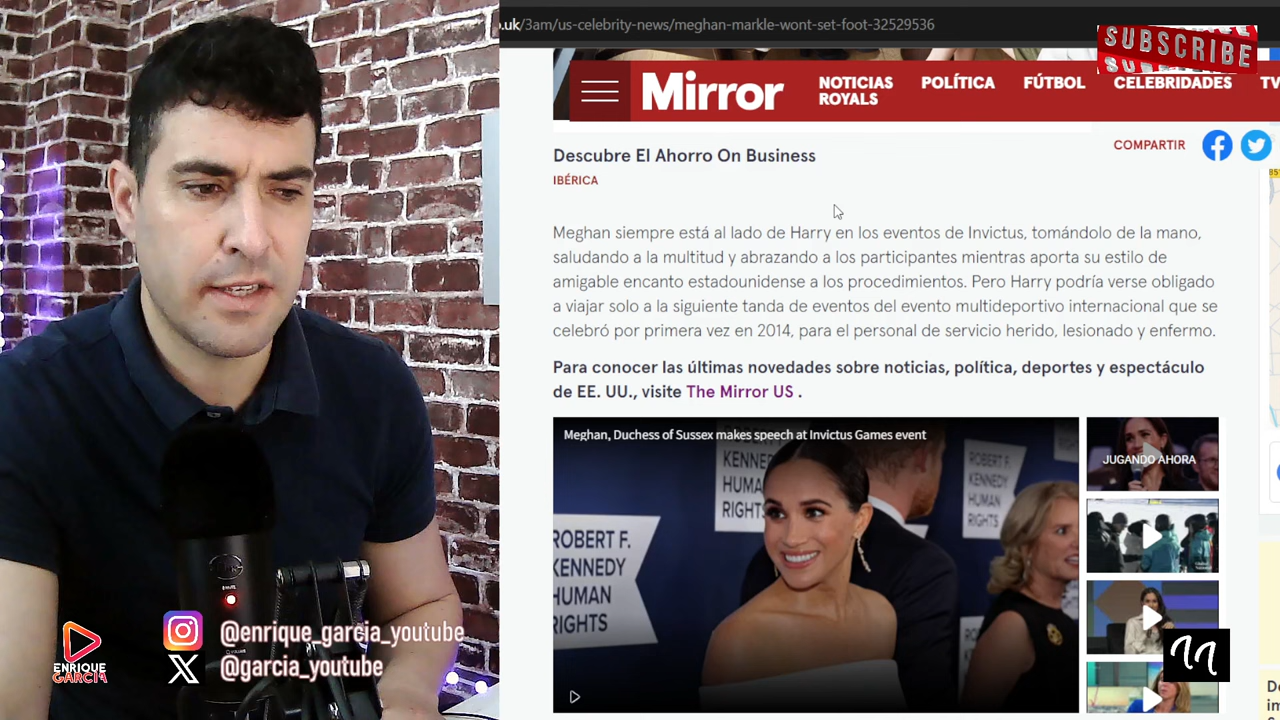 .uk/3am/us-celebrity-news/meghan-markle-wont-set-foot-32529536
SUBSCRIBE
Mirror
NOTICIAS ROYALS
POLÍTICA
FÚTBOL
CELEBRIDADES
TV
Descubre El Ahorro On Business
IBÉRICA
COMPARTIR
Meghan siempre está al lado de Harry en los eventos de Invictus, tomándolo de la mano,
saludando a la multitud y abrazando a los participantes mientras aporta su estilo de
amigable encanto estadounidense a los procedimientos. Pero Harry podría verse obligado
a viajar solo a la siguiente tanda de eventos del evento multideportivo internacional que se
celebró por primera vez en 2014, para el personal de servicio herido, lesionado y enfermo.
Para conocer las últimas novedades sobre noticias, política, deportes y espectáculo
de EE. UU., visite The Mirror US .
Meghan, Duchess of Sussex makes speech at Invictus Games event
JUGANDO AHORA
ROBERT F.
KENNEDY
HUMAN
RIGHTS
KENNE
HUMA
RIGHT
ROBERT F.
KENNEDY
HUMAN
RIGHTS
ENRIQUE
GARCIA
@enrique_garcia_youtube
@garcia_youtube